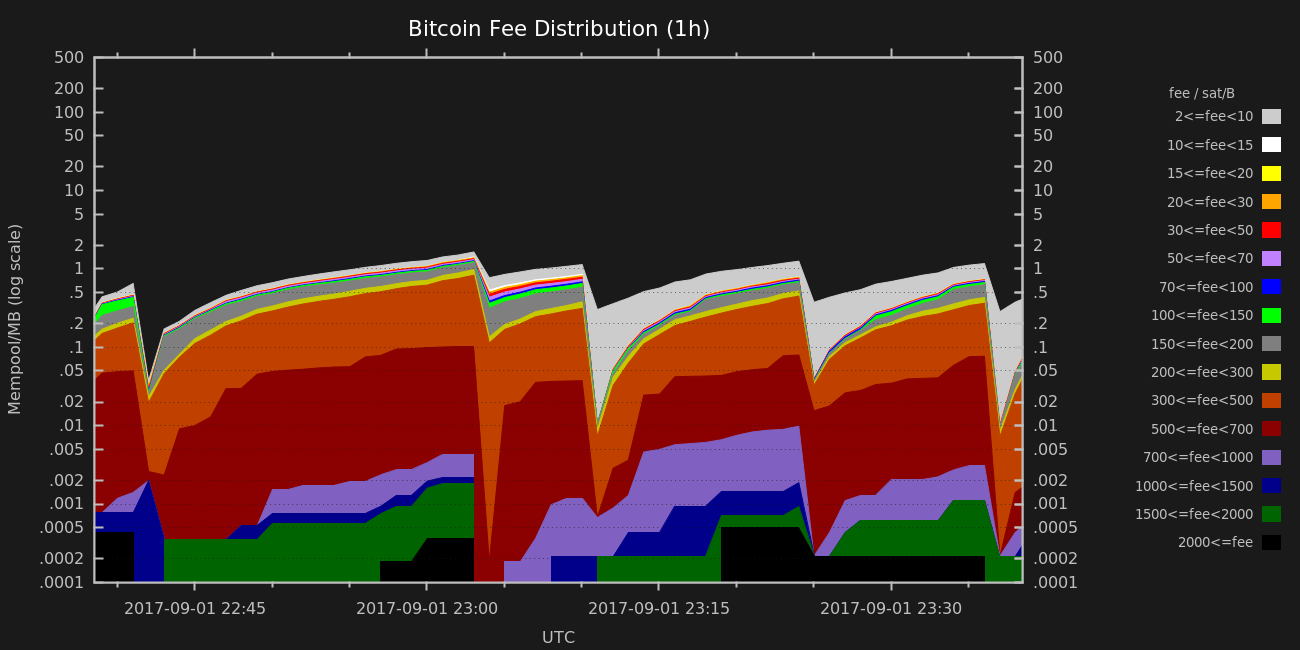 Bitcoin Fee Distribution (1h)
500 500
200 200
100 100
50 50
20 20
10 10
5 5
2 2
1 1
.5 .5
.2 .2
.1 .1
.05 .05
.02 .02
.01 .01
.005 .005
.002 .002
.001 .001
.0005 .0005
.0002 .0002
.0001 .0001
Mempool/MB (log scale)
2017-09-01 22:45 2017-09-01 23:00 2017-09-01 23:15 2017-09-01 23:30
UTC
fee / sat/B
2<=fee<10
10<=fee<15
15<=fee<20
20<=fee<30
30<=fee<50
50<=fee<70
70<=fee<100
100<=fee<150
150<=fee<200
200<=fee<300
300<=fee<500
500<=fee<700
700<=fee<1000
1000<=fee<1500
1500<=fee<2000
2000<=fee